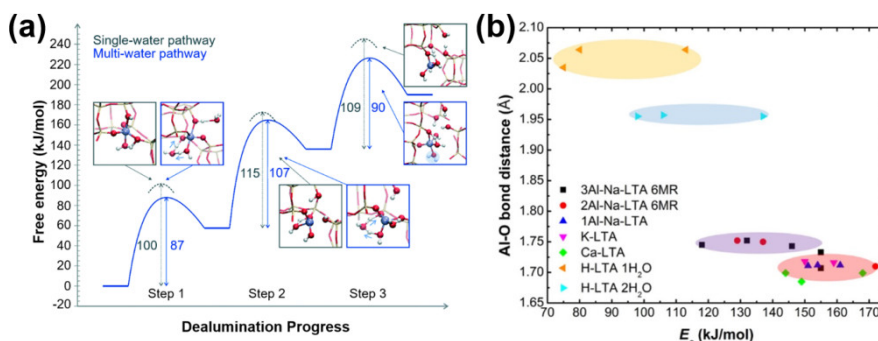 (a)
Single-water pathway
Multi-water pathway
Free energy (kJ/mol)
240
220
200
180
160
140
120
100
80
60
40
20
0
-20
100
87
115
107
109
90
Step 1
Step 2
Step 3
Dealumination Progress
(b)
Al-O bond distance (Å)
2.10
2.05
2.00
1.95
1.90
1.85
1.80
1.75
1.70
1.65
3Al-Na-LTA 6MR
2Al-Na-LTA 6MR
1Al-Na-LTA
K-LTA
Ca-LTA
H-LTA 1H₂O
H-LTA 2H₂O
70 80 90 100 110 120 130 140 150 160 170
(kJ/mol)